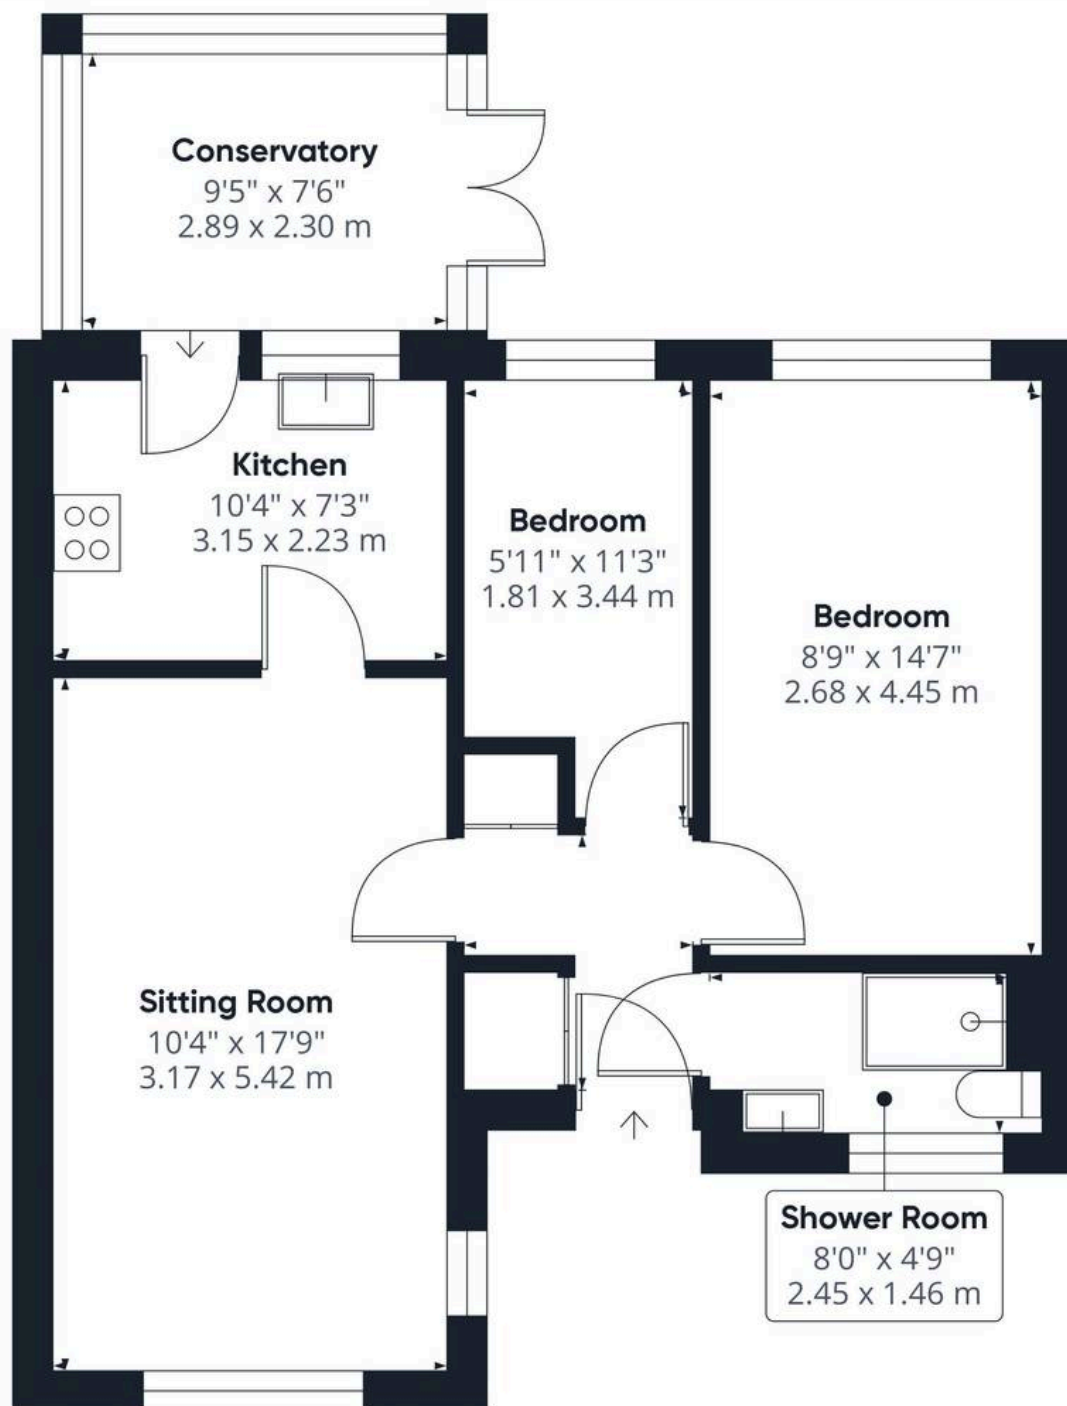 Conservatory
9'5" x 7'6"
2.89 x 2.30 m
Kitchen
10'4" x 7'3"
3.15 x 2.23 m
Bedroom
5'11" x 11'3"
1.81 x 3.44 m
Bedroom
8'9" x 14'7"
2.68 x 4.45 m
Sitting Room
10'4" x 17'9"
3.17 x 5.42 m
Shower Room
8'0" x 4'9"
2.45 x 1.46 m